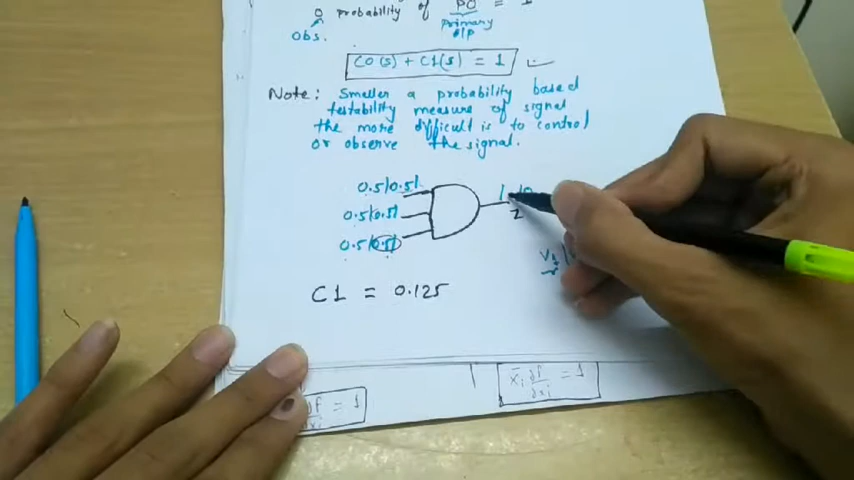 0 probability of PO = 1
obs.
primary
o/p
C0(s) + C1(s) = 1
Note: Smaller a probability based
testability measure of signal
the more difficult is to control
or observe the signal.
0.5/0.5/
0.5/0.5/
0.5/0.5/
Z
C1 = 0.125
= 1
= 1